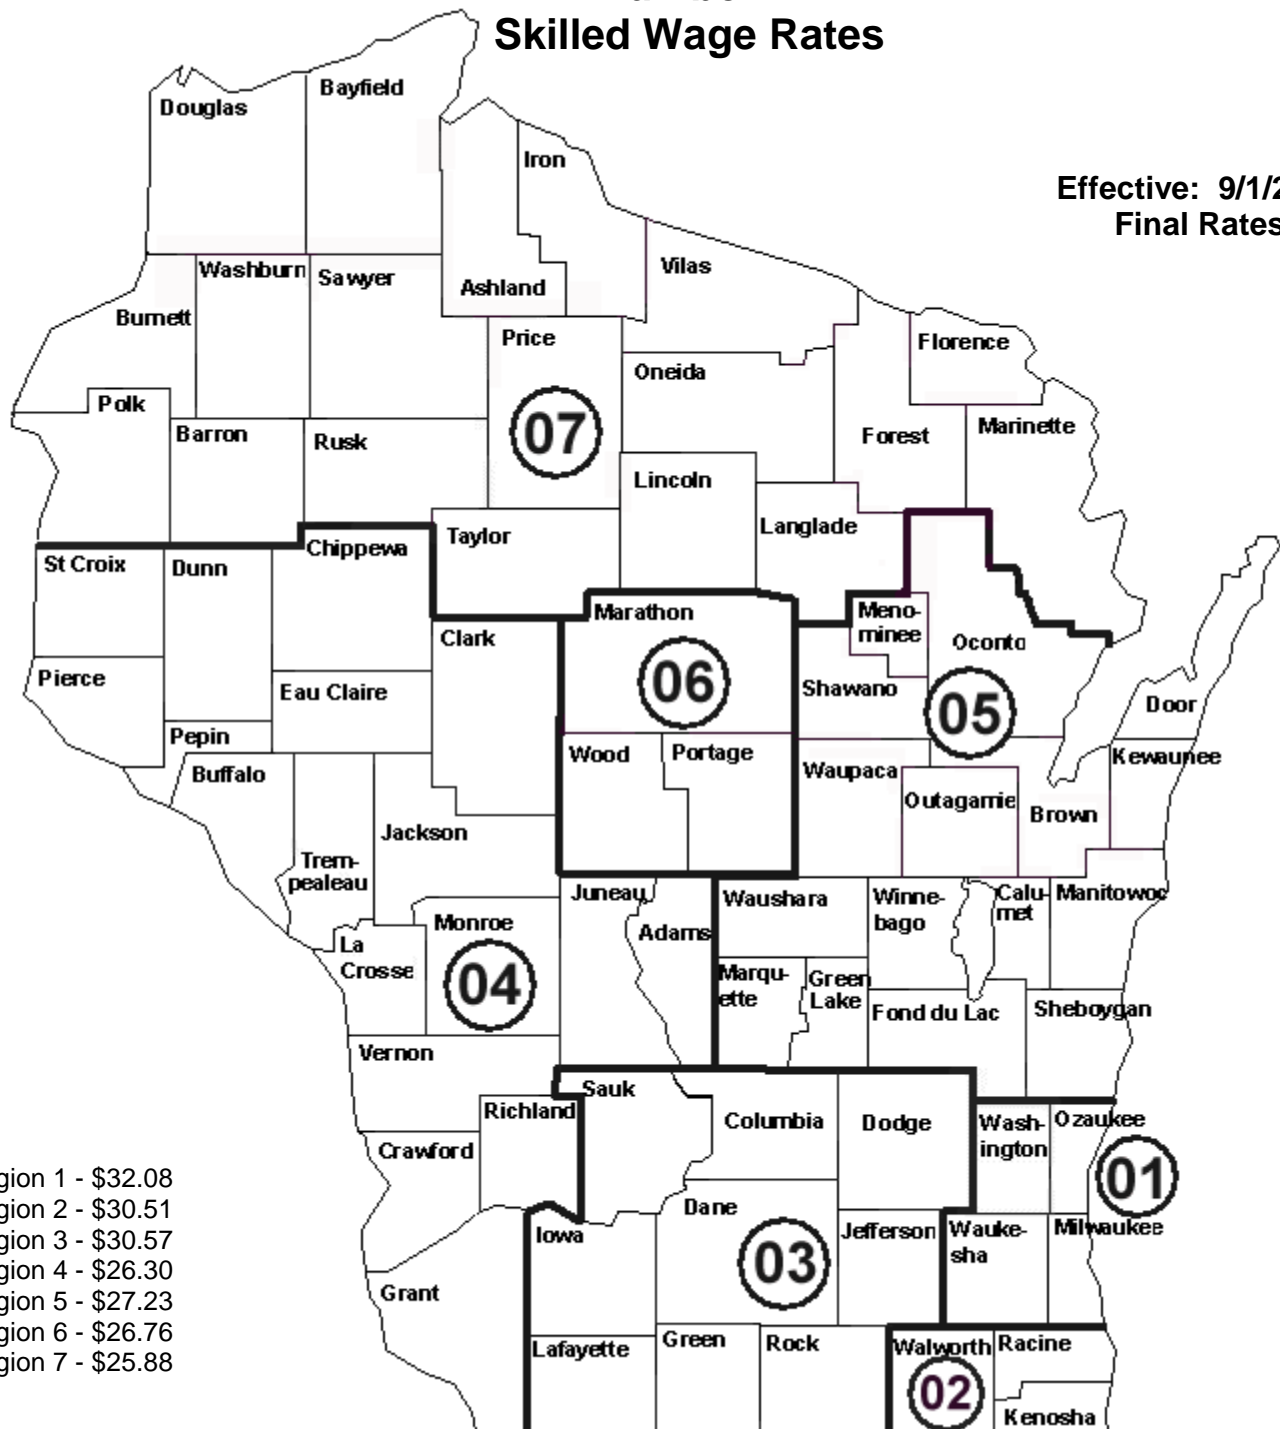 Skilled Wage Rates
Effective: 9/1/2
Final Rates
Douglas
Bayfield
Iron
Ashland
Vilas
Washburn
Sawyer
Burnett
Price
Florence
Oneida
Polk
07
Barron
Rusk
Forest
Marinette
Lincoln
Langlade
Taylor
St Croix
Dunn
Chippewa
Marathon
Meno-
minee
Oconto
Clark
06
Pierce
Eau Claire
Shawano
05
Door
Pepin
Buffalo
Wood
Portage
Waupaca
Kewaunee
Outagamie
Brown
Jackson
Trem-
pealeau
Juneau
Adams
Waushara
Winne-
bago
Calu-
met
Manitowoc
Monroe
La
Crosse
04
Marqu-
ette
Green
Lake
Fond du Lac
Sheboygan
Vernon
Sauk
Richland
Columbia
Dodge
Wash-
ington
Ozaukee
Crawford
01
Dane
Iowa
Jefferson
Wauke-
sha
Milwaukee
03
Grant
Lafayette
Green
Rock
Walworth
Racine
02
Kenosha
gion 1 - $32.08
gion 2 - $30.51
gion 3 - $30.57
gion 4 - $26.30
gion 5 - $27.23
gion 6 - $26.76
gion 7 - $25.88